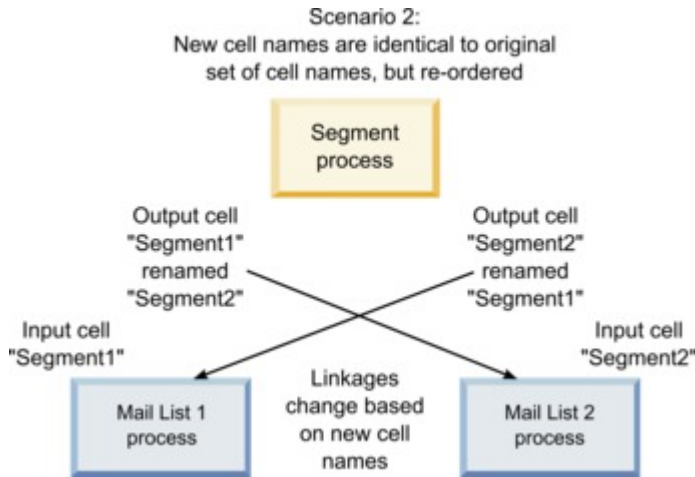 Scenario 2:
New cell names are identical to original
set of cell names, but re-ordered
Segment
process
Output cell
"Segment1"
renamed
"Segment2"
Output cell
"Segment2"
renamed
"Segment1"
Input cell
"Segment1"
Input cell
"Segment2"
Mail List 1
process
Linkages
change based
on new cell
names
Mail List 2
process